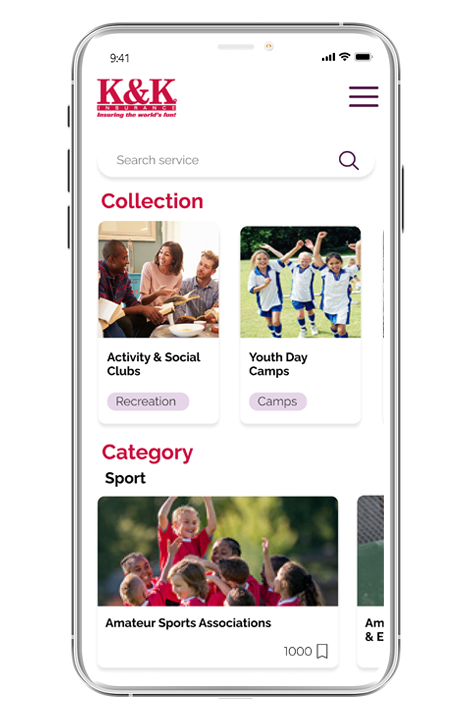 9:41
K&K
INSURANCE
Insuring the world's fun!
Search service
Collection
Activity & Social
Clubs
Recreation
Youth Day
Camps
Camps
Category
Sport
Amateur Sports Associations
1000
Am
& E